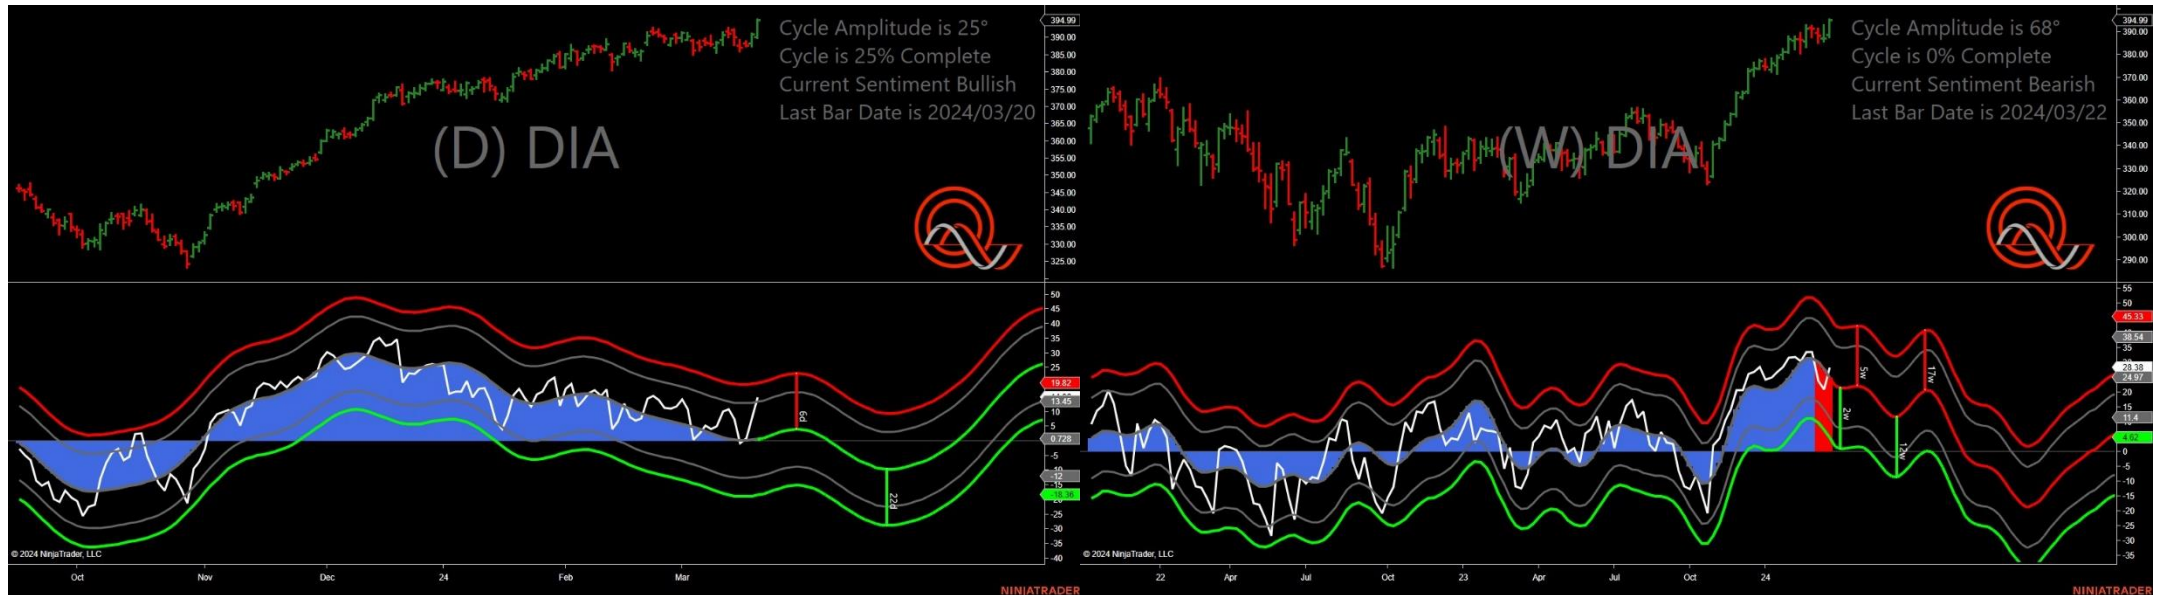 Cycle Amplitude is 25°
Cycle is 25% Complete
Current Sentiment Bullish
Last Bar Date is 2024/03/20
(D) DIA
394.99
390.00
385.00
380.00
375.00
370.00
365.00
360.00
355.00
350.00
345.00
340.00
335.00
330.00
325.00
50
45
40
35
30
25
19.82
13.45
10
5
0.728
-5
-10
-12
-15
-18.36
-25
-30
-35
-40
6d
22d
© 2024 NinjaTrader, LLC
Oct
Nov
Dec
24
Feb
Mar
NINJATRADER
Cycle Amplitude is 68°
Cycle is 0% Complete
Current Sentiment Bearish
Last Bar Date is 2024/03/22
(W) DIA
394.99
390.00
380.00
370.00
360.00
350.00
340.00
330.00
320.00
310.00
300.00
290.00
55
50
45.33
38.54
35
28.38
24.97
20
15
11.4
4.62
0
-5
-10
-15
-20
-25
-30
-35
5w
17w
2w
12w
© 2024 NinjaTrader, LLC
22
Apr
Jul
Oct
23
Apr
Jul
Oct
24
NINJATRADER